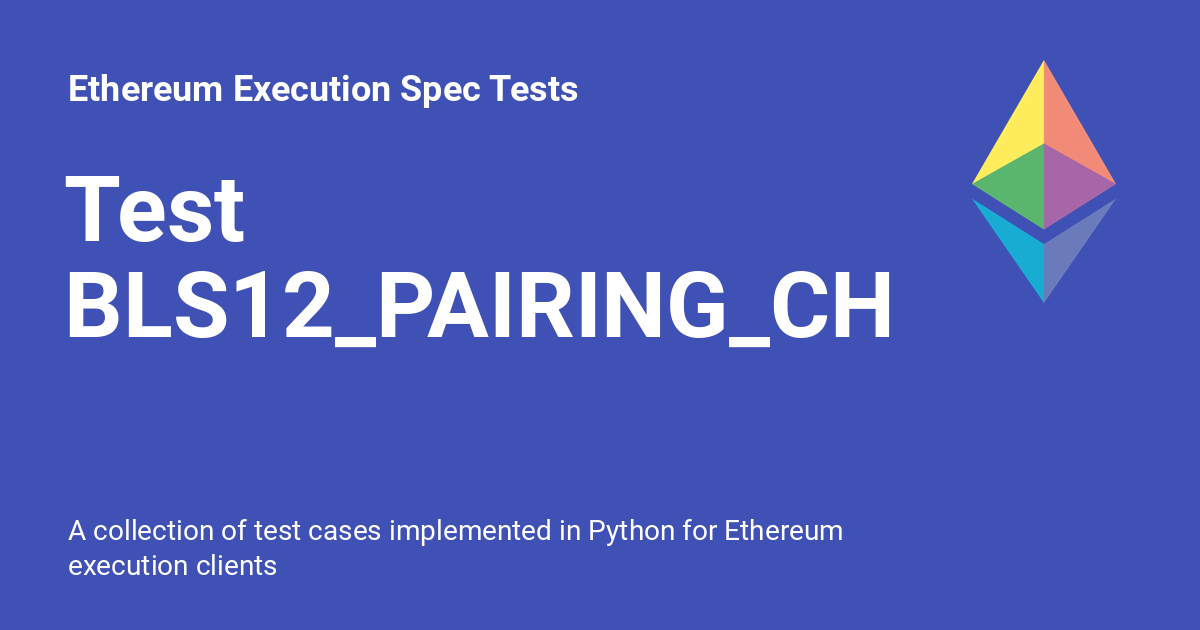 Ethereum Execution Spec Tests
Test
BLS12_PAIRING_CH
A collection of test cases implemented in Python for Ethereum
execution clients